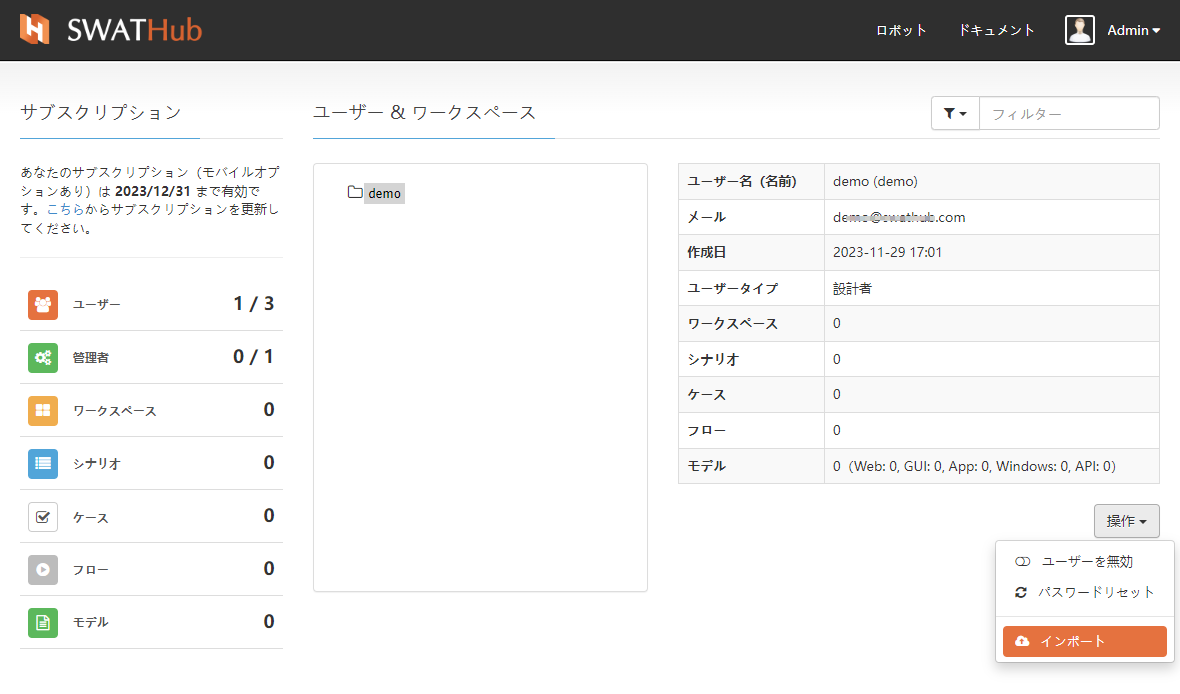 SWATHub
ロボット
ドキュメント
Admin
サブスクリプション
あなたのサブスクリプション（モバイルオプ
ションあり）は 2023/12/31 まで有効で
す。こちらからサブスクリプションを更新し
てください。
ユーザー 1 / 3
管理者 0 / 1
ワークスペース 0
シナリオ 0
ケース 0
フロー 0
モデル 0
ユーザー & ワークスペース
フィルター
demo
ユーザー名（名前） demo (demo)
メール demo@swathub.com
作成日 2023-11-29 17:01
ユーザータイプ 設計者
ワークスペース 0
シナリオ 0
ケース 0
フロー 0
モデル 0（Web: 0, GUI: 0, App: 0, Windows: 0, API: 0）
操作
ユーザーを無効
パスワードリセット
インポート